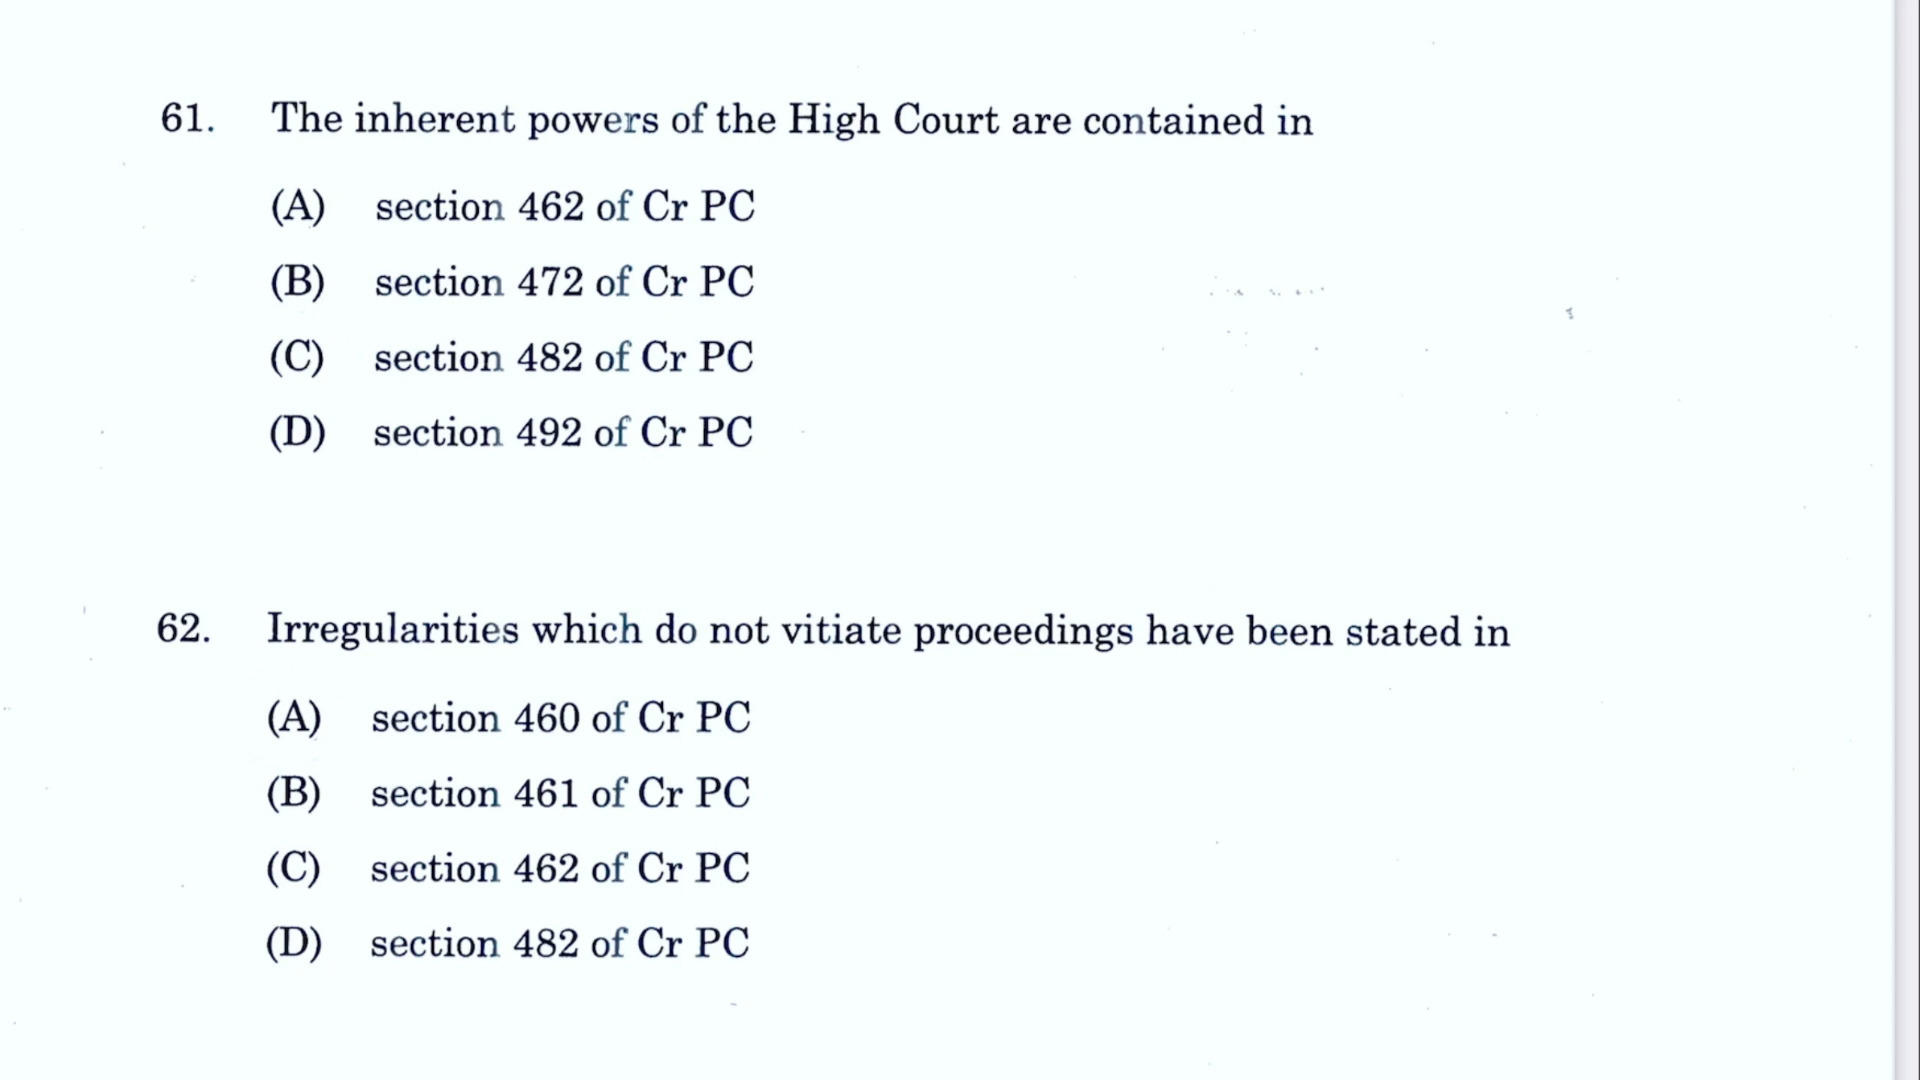 61. The inherent powers of the High Court are contained in
(A) section 462 of Cr PC
(B) section 472 of Cr PC
(C) section 482 of Cr PC
(D) section 492 of Cr PC
62. Irregularities which do not vitiate proceedings have been stated in
(A) section 460 of Cr PC
(B) section 461 of Cr PC
(C) section 462 of Cr PC
(D) section 482 of Cr PC